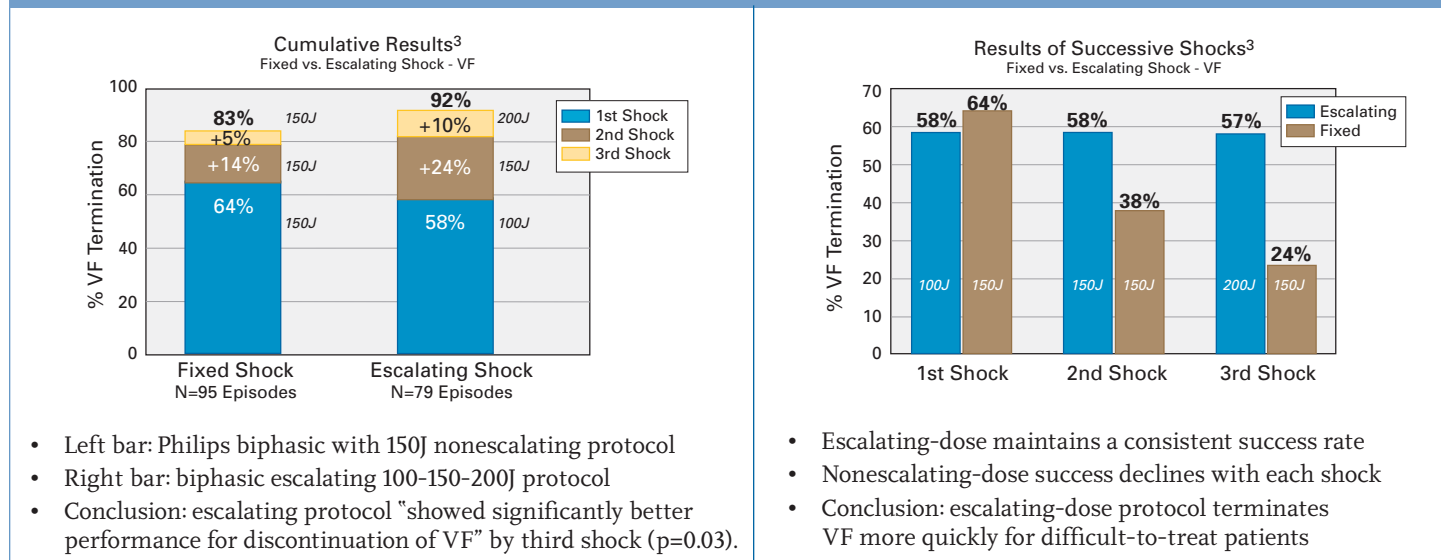 Cumulative Results³
Fixed vs. Escalating Shock - VF
% VF Termination
100
80
60
40
20
0
83%
+5%
+14%
64%
150J
150J
150J
92%
+10%
+24%
58%
200J
150J
100J
1st Shock
2nd Shock
3rd Shock
Fixed Shock
N=95 Episodes
Escalating Shock
N=79 Episodes
• Left bar: Philips biphasic with 150J nonescalating protocol
• Right bar: biphasic escalating 100-150-200J protocol
• Conclusion: escalating protocol “showed significantly better
performance for discontinuation of VF” by third shock (p=0.03).
Results of Successive Shocks³
Fixed vs. Escalating Shock - VF
% VF Termination
70
60
50
40
30
20
10
0
58%
64%
58%
38%
57%
24%
100J
150J
150J
150J
200J
150J
Escalating
Fixed
1st Shock
2nd Shock
3rd Shock
• Escalating-dose maintains a consistent success rate
• Nonescalating-dose success declines with each shock
• Conclusion: escalating-dose protocol terminates
VF more quickly for difficult-to-treat patients